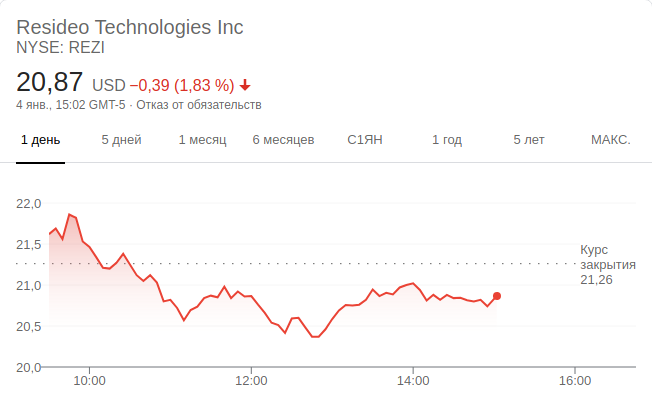 Resideo Technologies Inc
NYSE: REZI
20,87 USD −0,39 (1,83 %)
4 янв., 15:02 GMT-5 · Отказ от обязательств
1 день 5 дней 1 месяц 6 месяцев С1ЯН 1 год 5 лет МАКС.
22,0
21,5
Курс
закрытия
21,26
21,0
20,5
20,0
10:00 12:00 14:00 16:00